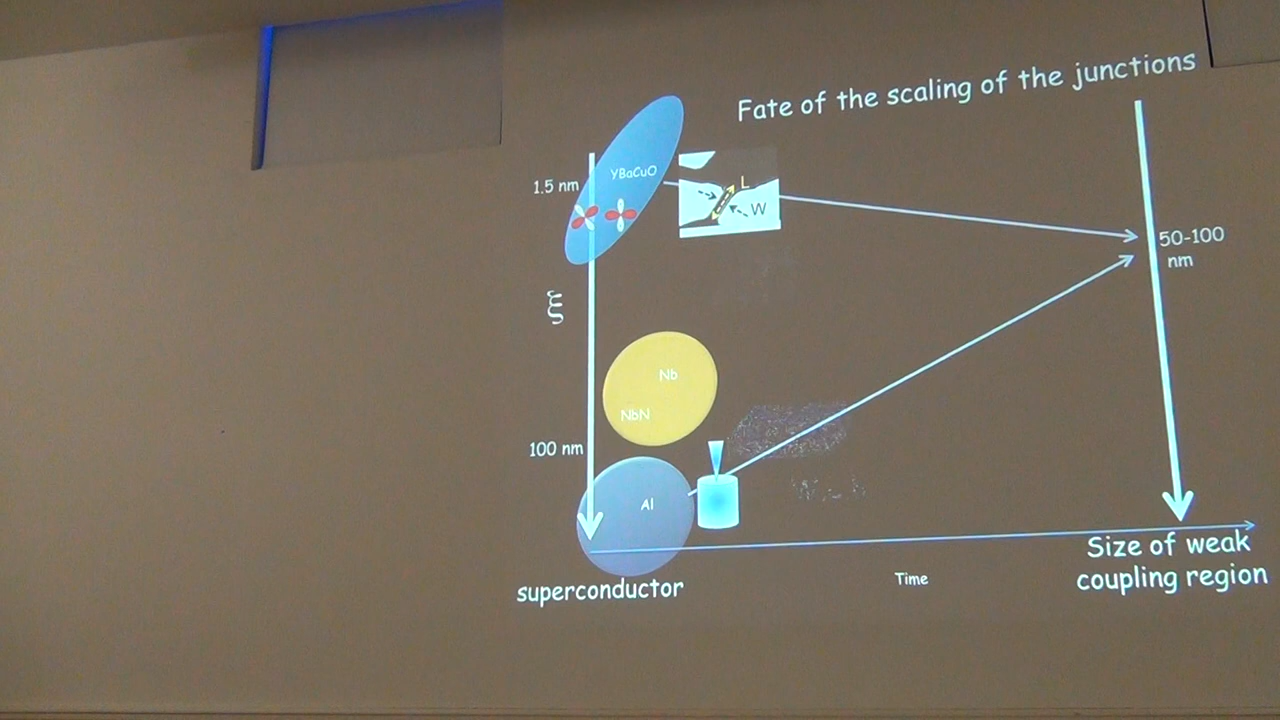 Fate of the scaling of the junctions
YBaCuO
1.5 nm
L
W
50-100
nm
ξ
Nb
NbN
100 nm
Al
Size of weak
coupling region
Time
superconductor